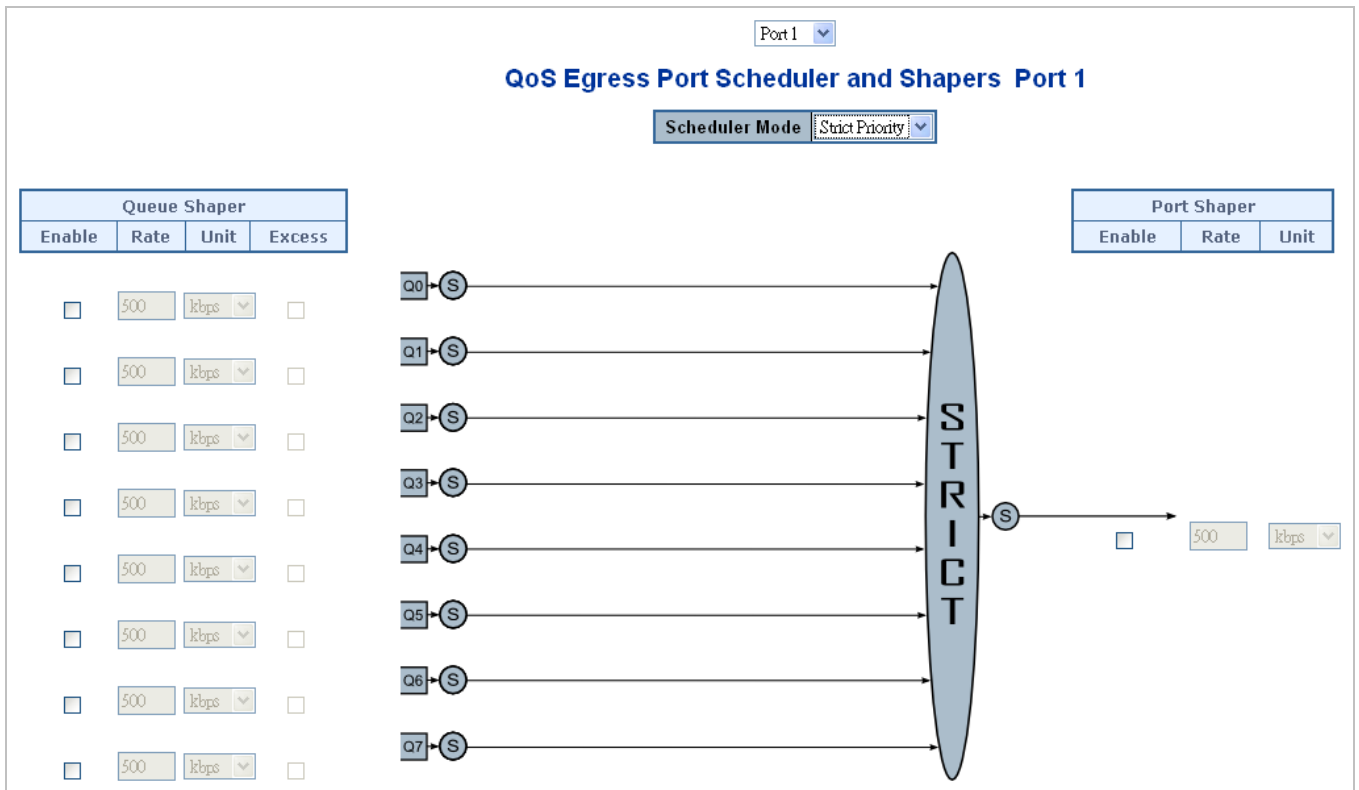 Port 1
QoS Egress Port Scheduler and Shapers Port 1
Scheduler Mode Strict Priority
Queue Shaper
Enable Rate Unit Excess
Port Shaper
Enable Rate Unit
500 kbps
Q0 S
500 kbps
Q1 S
500 kbps
Q2 S
500 kbps
Q3 S
500 kbps
Q4 S
500 kbps
Q5 S
500 kbps
Q6 S
500 kbps
Q7 S
STRICT
S
500 kbps